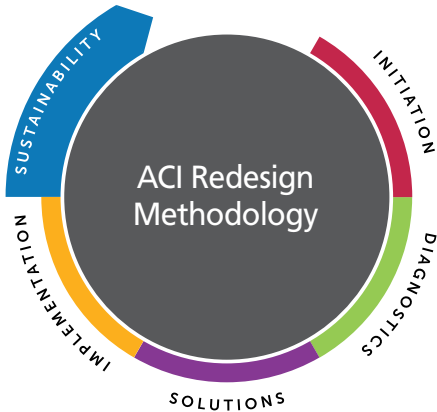 ACI Redesign
Methodology
INITIATION
DIAGNOSTICS
SOLUTIONS
IMPLEMENTATION
SUSTAINABILITY